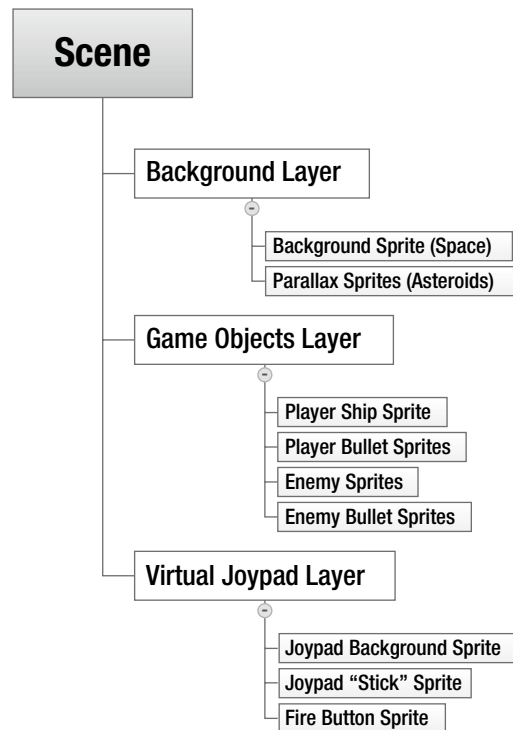 Scene
Background Layer
Background Sprite (Space)
Parallax Sprites (Asteroids)
Game Objects Layer
Player Ship Sprite
Player Bullet Sprites
Enemy Sprites
Enemy Bullet Sprites
Virtual Joypad Layer
Joypad Background Sprite
Joypad “Stick” Sprite
Fire Button Sprite